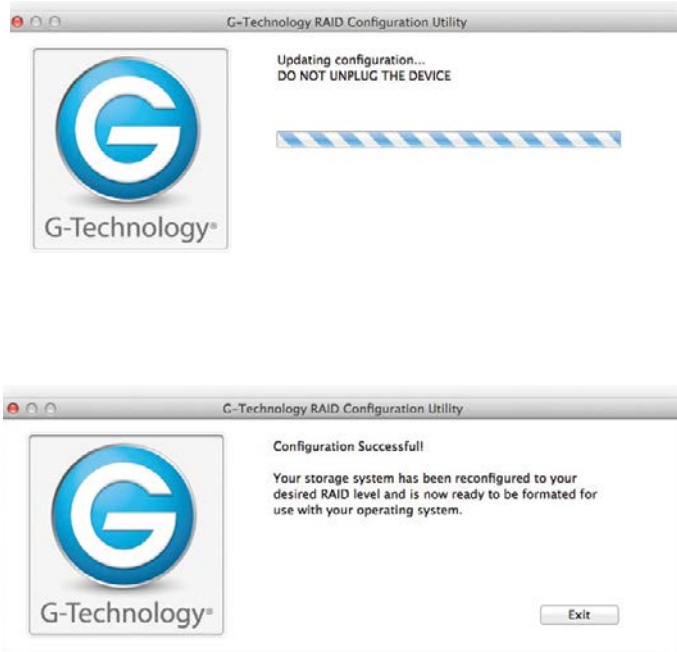 G-Technology RAID Configuration Utility
Updating configuration...
DO NOT UNPLUG THE DEVICE
G-Technology®
G-Technology RAID Configuration Utility
Configuration Successful!
Your storage system has been reconfigured to your
desired RAID level and is now ready to be formated for
use with your operating system.
G-Technology®
Exit